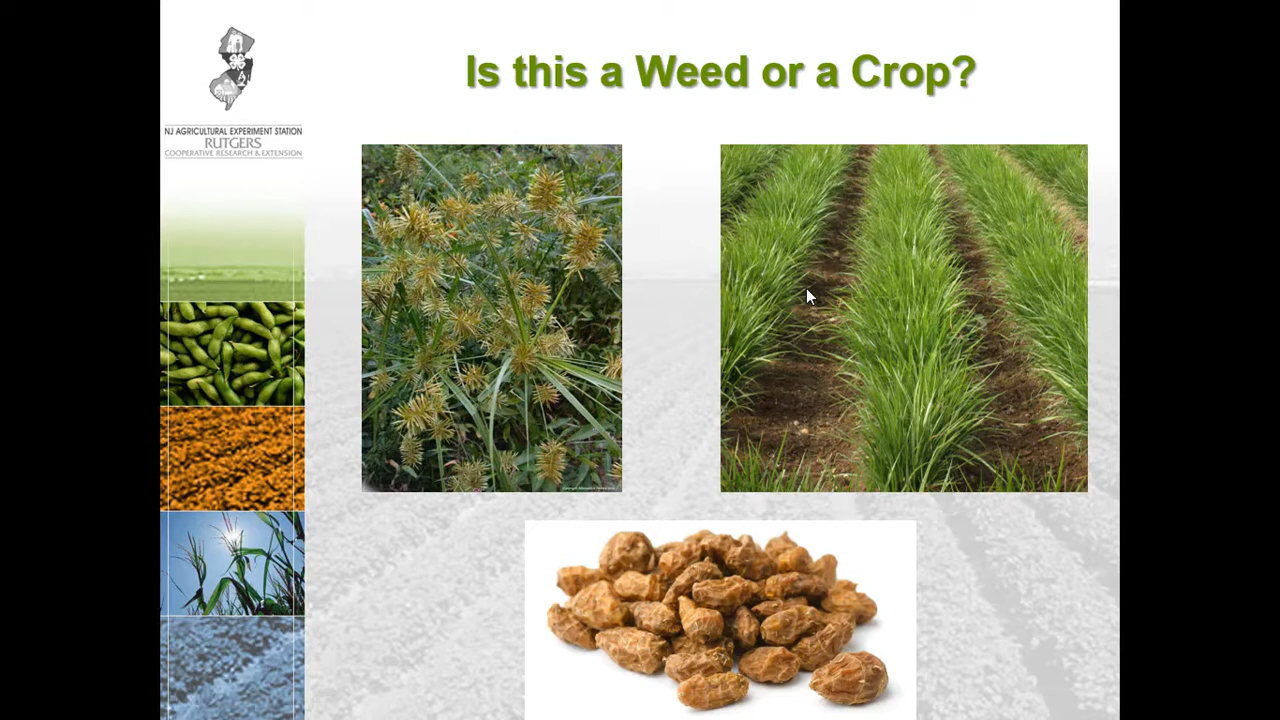 Is this a Weed or a Crop?
NJ AGRICULTURAL EXPERIMENT STATION
RUTGERS
COOPERATIVE RESEARCH & EXTENSION